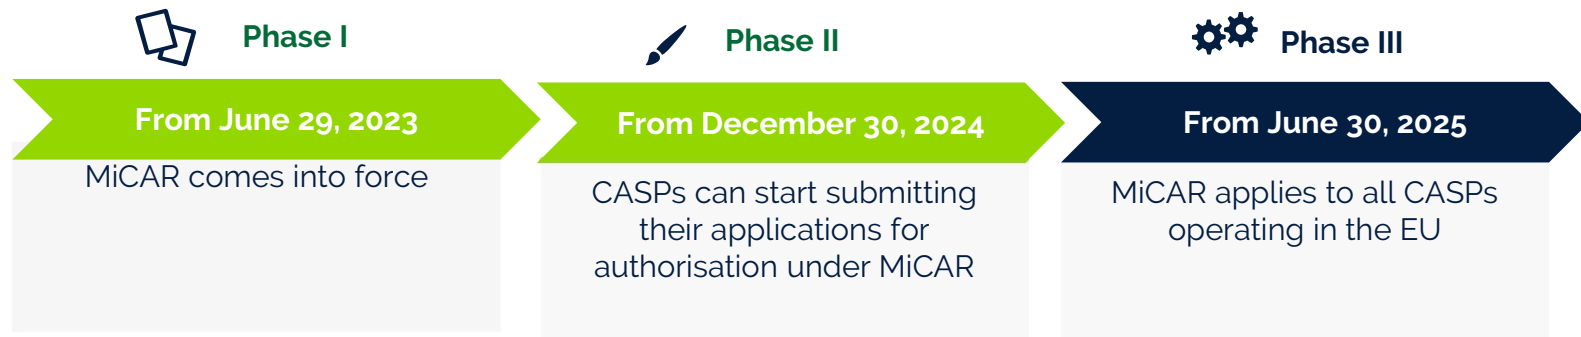 Phase I
From June 29, 2023
MiCAR comes into force
Phase II
From December 30, 2024
CASPs can start submitting
their applications for
authorisation under MiCAR
Phase III
From June 30, 2025
MiCAR applies to all CASPs
operating in the EU